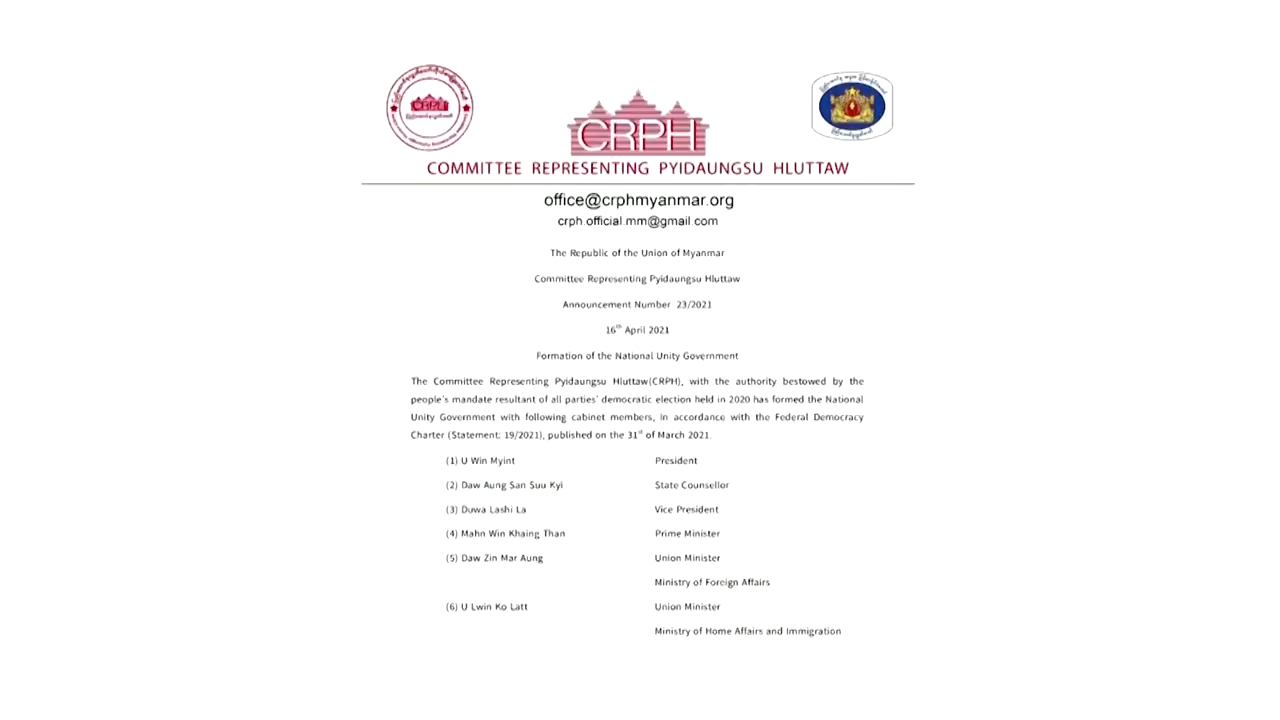 CRPH
CRPH
COMMITTEE REPRESENTING PYIDAUNGSU HLUTTAW
office@crphmyanmar.org
crph.official.mm@gmail.com
The Republic of the Union of Myanmar
Committee Representing Pyidaungsu Hluttaw
Announcement Number 23/2021
16th April 2021
Formation of the National Unity Government
The Committee Representing Pyidaungsu Hluttaw(CRPH), with the authority bestowed by the
people's mandate resultant of all parties' democratic election held in 2020 has formed the National
Unity Government with following cabinet members, in accordance with the Federal Democracy
Charter (Statement: 19/2021), published on the 31st of March 2021.
(1) U Win Myint President
(2) Daw Aung San Suu Kyi State Counsellor
(3) Duwa Lashi La Vice President
(4) Mahn Win Khaing Than Prime Minister
(5) Daw Zin Mar Aung Union Minister
Ministry of Foreign Affairs
(6) U Lwin Ko Latt Union Minister
Ministry of Home Affairs and Immigration